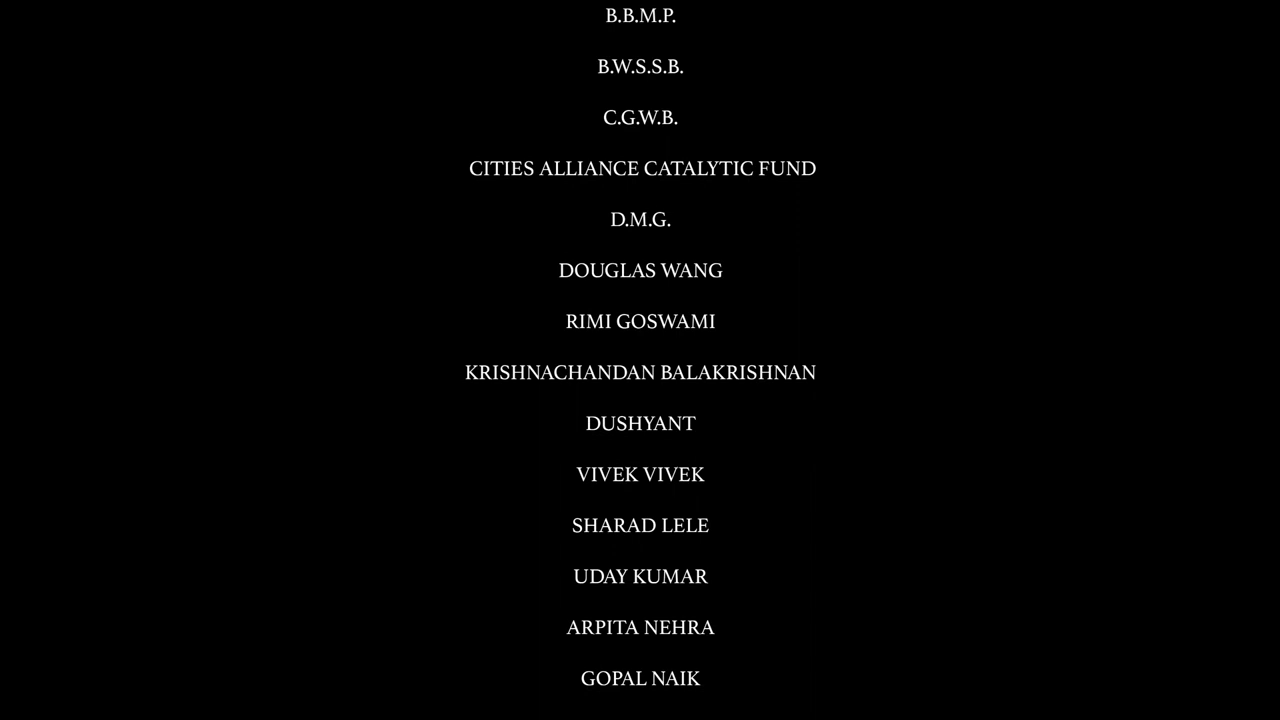 B.B.M.P.
B.W.S.S.B.
C.G.W.B.
CITIES ALLIANCE CATALYTIC FUND
D.M.G.
DOUGLAS WANG
RIMI GOSWAMI
KRISHNACHANDAN BALAKRISHNAN
DUSHYANT
VIVEK VIVEK
SHARAD LELE
UDAY KUMAR
ARPITA NEHRA
GOPAL NAIK